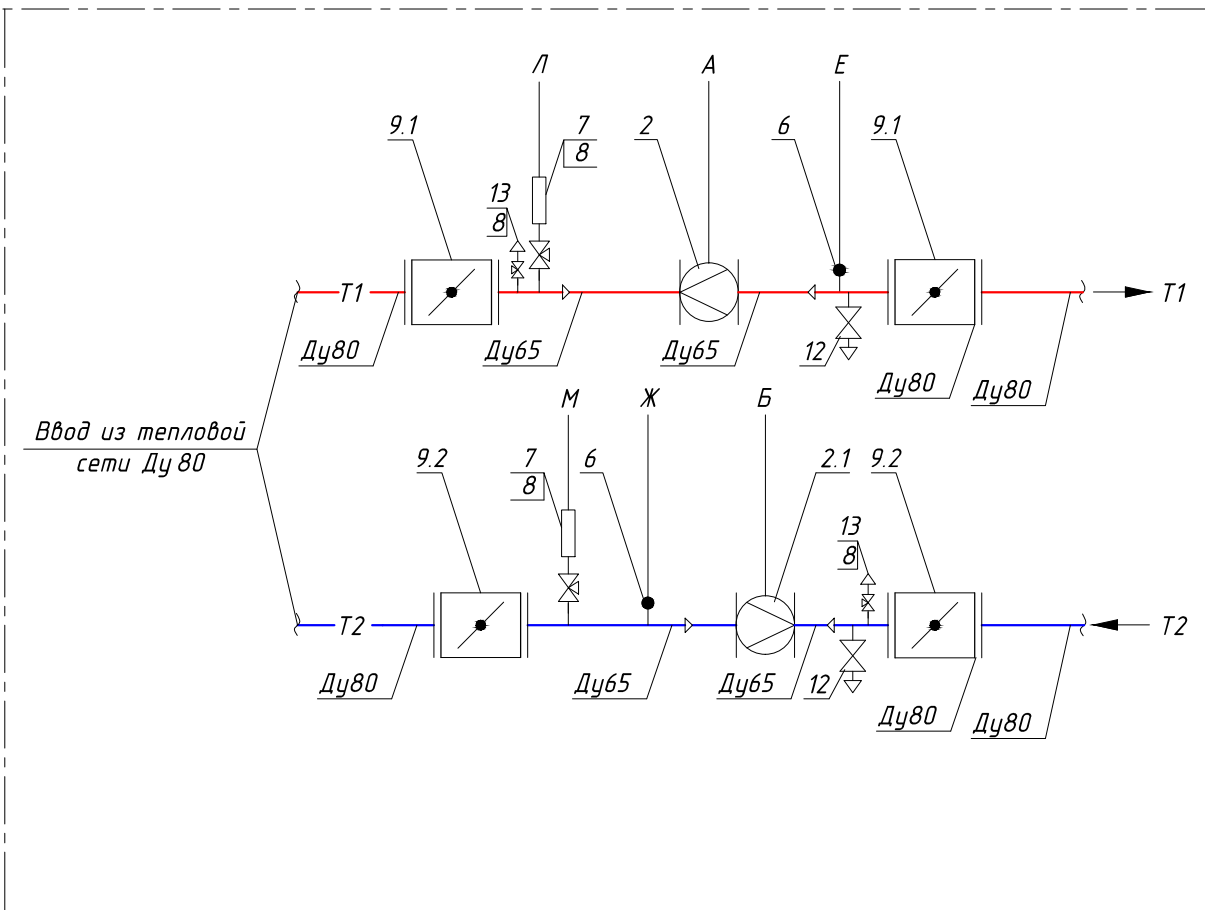 Л
А
Е
9.1
7
8
2
6
9.1
13
8
Т1
Т1
Ду80
Ду65
Ду65
12
Ду80
Ду80
Ввод из тепловой
сети Ду 80
М
Ж
Б
9.2
7
8
6
2.1
9.2
13
8
Т2
Т2
Ду80
Ду65
Ду65
12
Ду80
Ду80